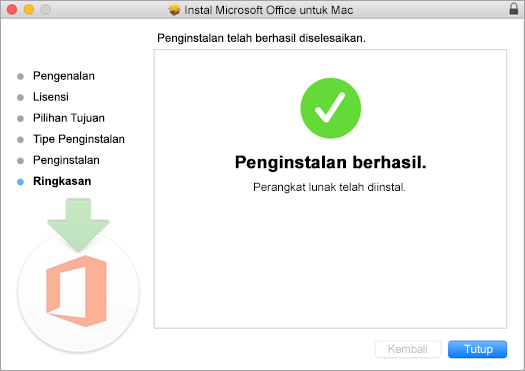 Instal Microsoft Office untuk Mac
Penginstalan telah berhasil diselesaikan.
Pengenalan
Lisensi
Pilihan Tujuan
Tipe Penginstalan
Penginstalan
Ringkasan
Penginstalan berhasil.
Perangkat lunak telah diinstal.
Kembali
Tutup